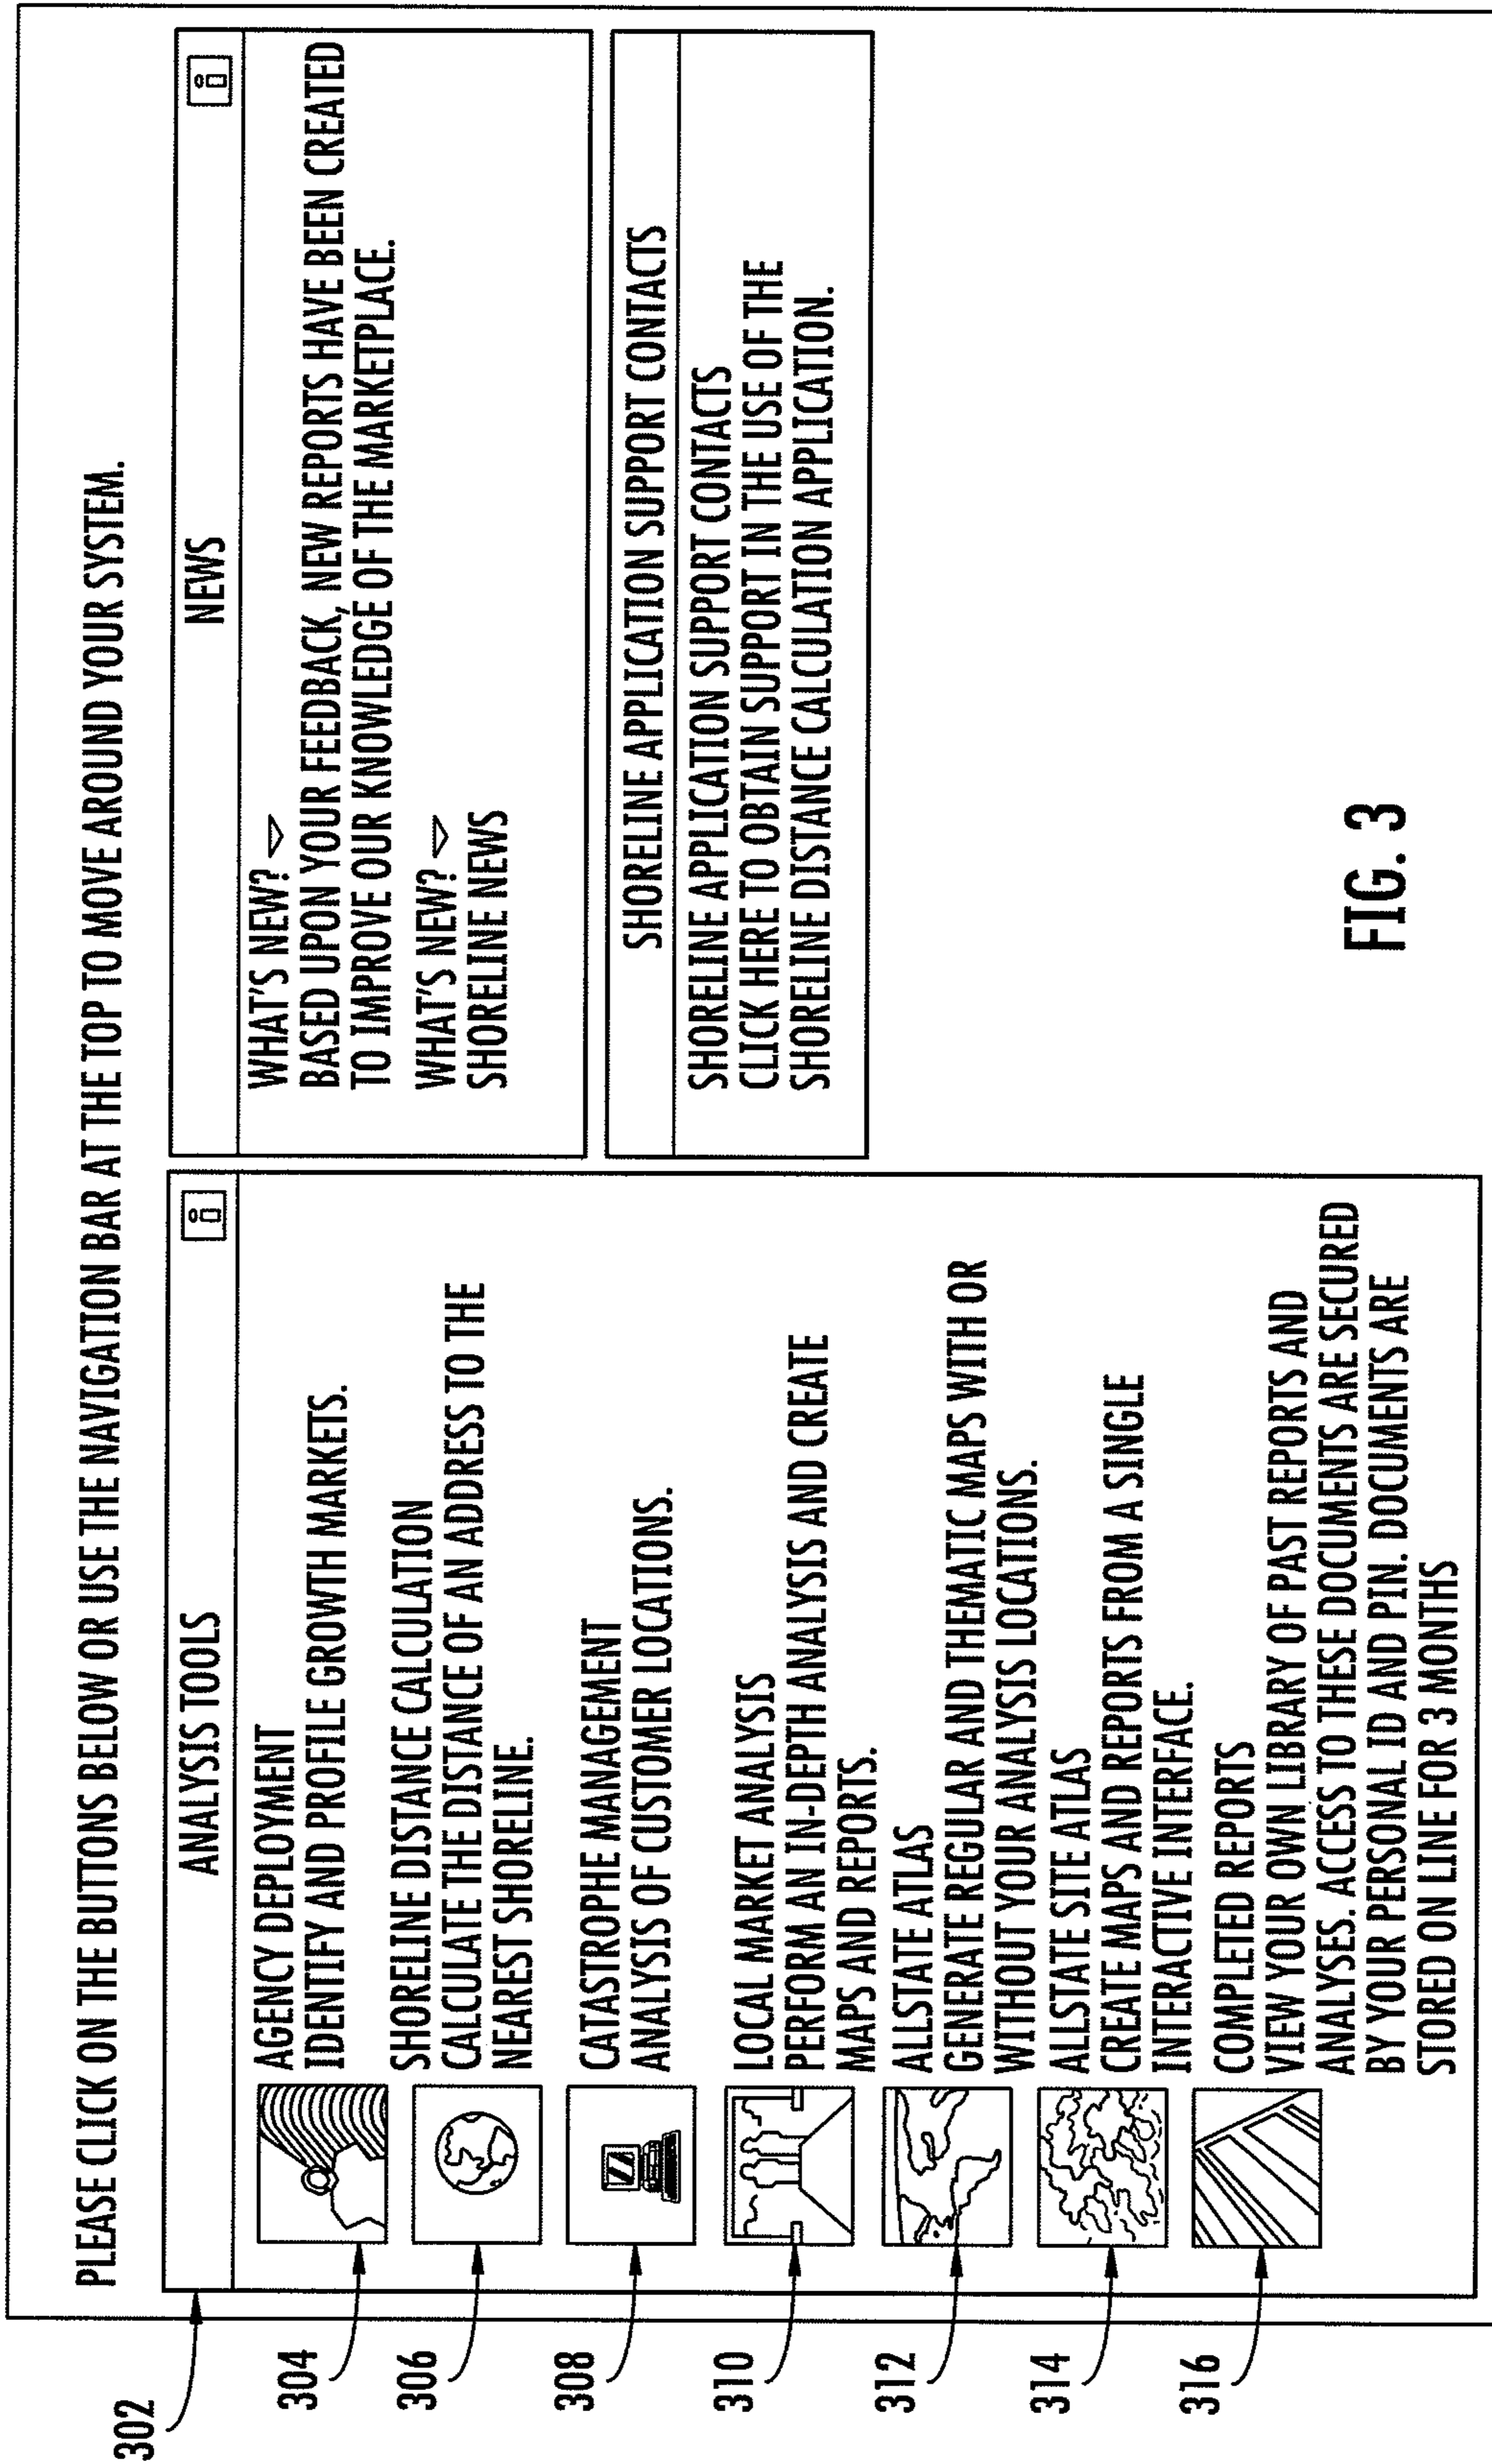 PLEASE CLICK ON THE BUTTONS BELOW OR USE THE NAVIGATION BAR AT THE TOP TO MOVE AROUND YOUR SYSTEM.
302
ANALYSIS TOOLS
304
AGENCY DEPLOYMENT
IDENTIFY AND PROFILE GROWTH MARKETS.
306
SHORELINE DISTANCE CALCULATION
CALCULATE THE DISTANCE OF AN ADDRESS TO THE
NEAREST SHORELINE.
308
CATASTROPHE MANAGEMENT
ANALYSIS OF CUSTOMER LOCATIONS.
310
LOCAL MARKET ANALYSIS
PERFORM AN IN-DEPTH ANALYSIS AND CREATE
MAPS AND REPORTS.
312
ALLSTATE ATLAS
GENERATE REGULAR AND THEMATIC MAPS WITH OR
WITHOUT YOUR ANALYSIS LOCATIONS.
314
ALLSTATE SITE ATLAS
CREATE MAPS AND REPORTS FROM A SINGLE
INTERACTIVE INTERFACE.
316
COMPLETED REPORTS
VIEW YOUR OWN LIBRARY OF PAST REPORTS AND
ANALYSES. ACCESS TO THESE DOCUMENTS ARE SECURED
BY YOUR PERSONAL ID AND PIN. DOCUMENTS ARE
STORED ON LINE FOR 3 MONTHS
NEWS
WHAT'S NEW?
BASED UPON YOUR FEEDBACK, NEW REPORTS HAVE BEEN CREATED
TO IMPROVE OUR KNOWLEDGE OF THE MARKETPLACE.
WHAT'S NEW?
SHORELINE NEWS
SHORELINE APPLICATION SUPPORT CONTACTS
SHORELINE APPLICATION SUPPORT CONTACTS
CLICK HERE TO OBTAIN SUPPORT IN THE USE OF THE
SHORELINE DISTANCE CALCULATION APPLICATION.
FIG. 3